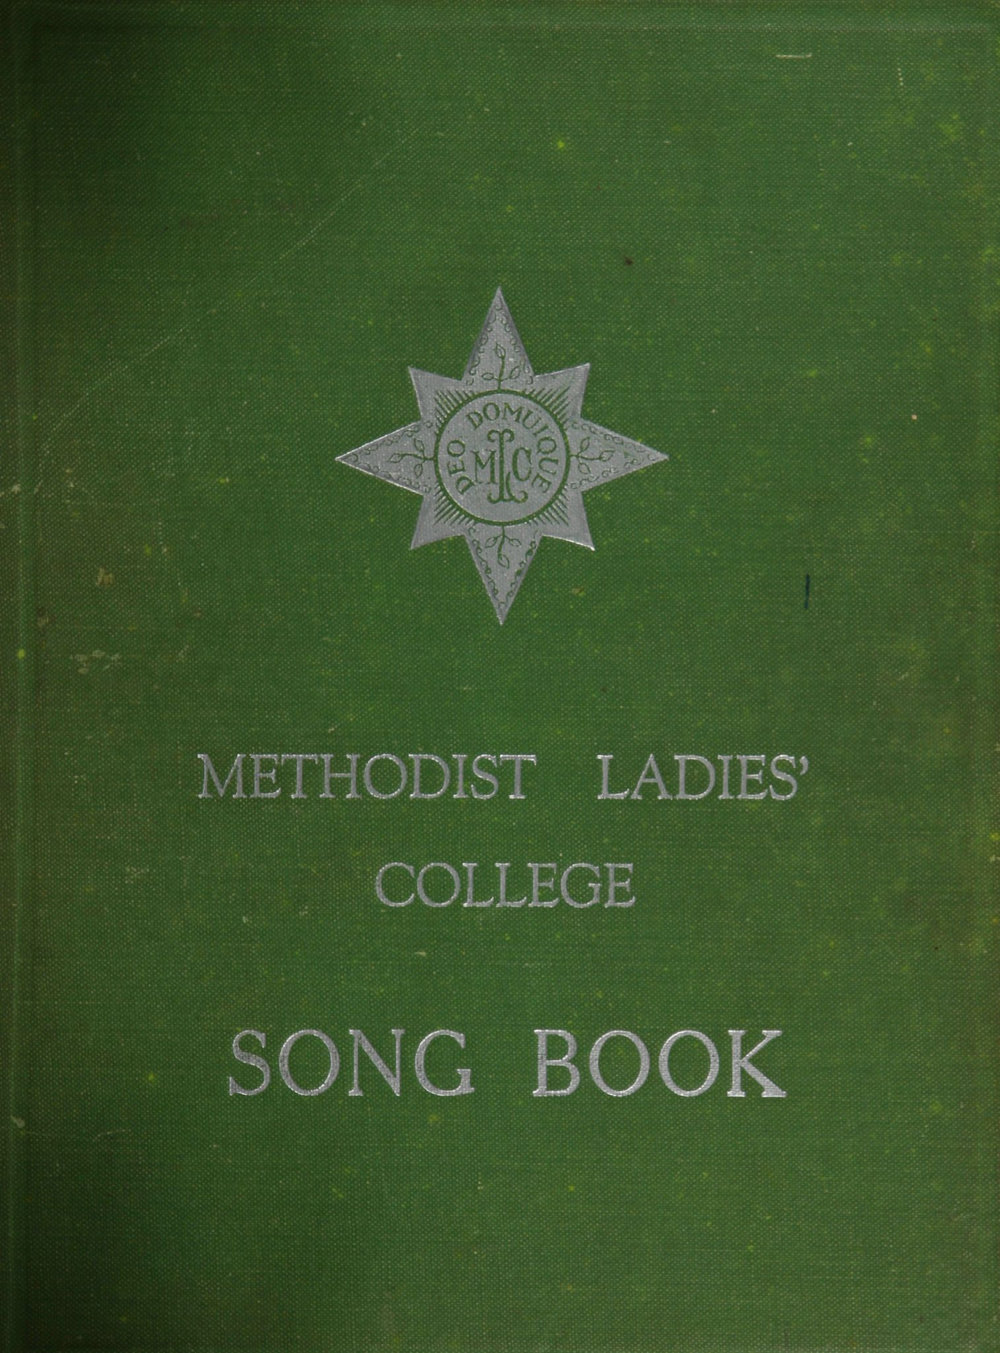 DEO DOMUIQUE
MLC
METHODIST LADIES'
COLLEGE
SONG BOOK